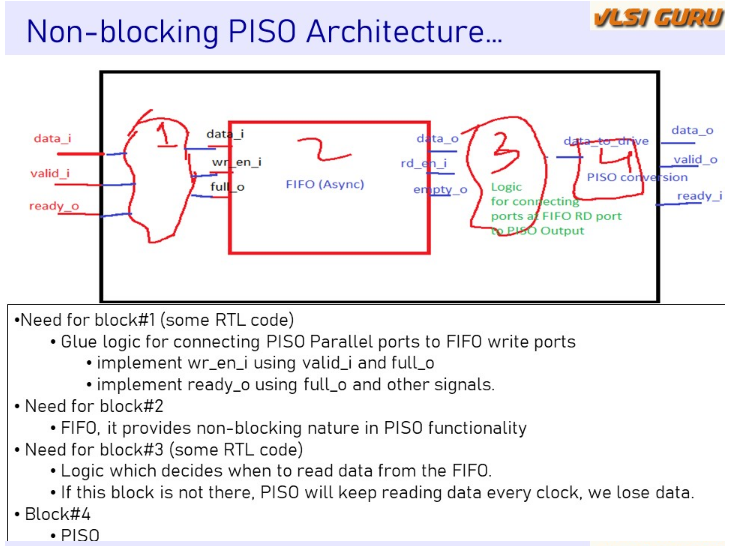 Non-blocking PISO Architecture...
VLSI GURU
data_i
valid_i
ready_o
1
data_i
wr_en_i
full_o
2
FIFO (Async)
data_o
rd_en_i
empty_o
3
Logic
for connecting
ports at FIFO RD port
to PISO Output
data_to_drive
4
PISO conversion
data_o
valid_o
ready_i
•Need for block#1 (some RTL code)
• Glue logic for connecting PISO Parallel ports to FIFO write ports
• implement wr_en_i using valid_i and full_o
• implement ready_o using full_o and other signals.
• Need for block#2
• FIFO, it provides non-blocking nature in PISO functionality
• Need for block#3 (some RTL code)
• Logic which decides when to read data from the FIFO.
• If this block is not there, PISO will keep reading data every clock, we lose data.
• Block#4
• PISO